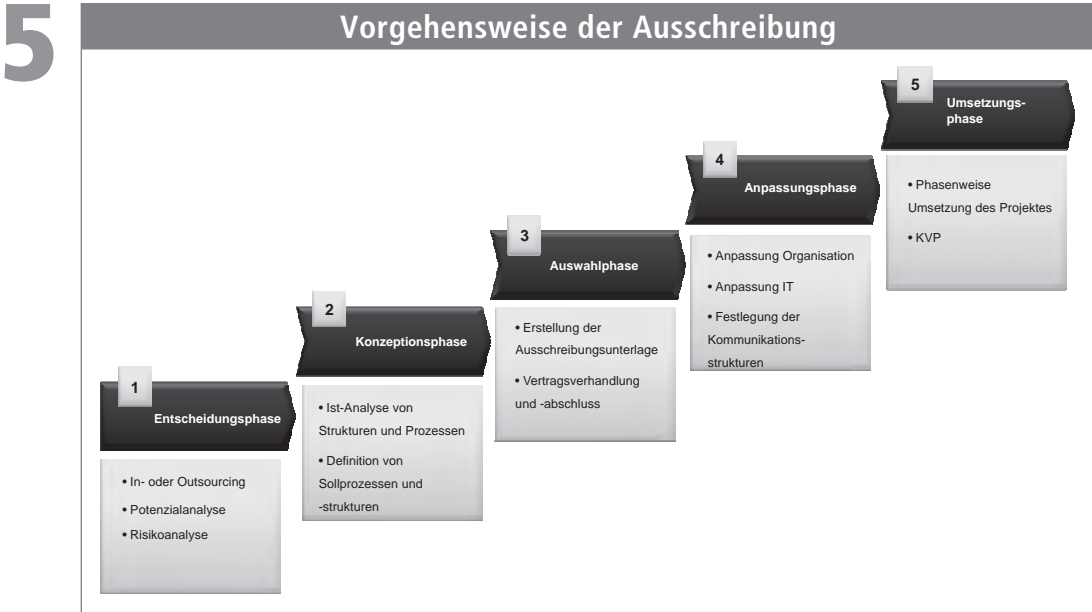 5
Vorgehensweise der Ausschreibung
1
Entscheidungsphase
• In- oder Outsourcing
• Potenzialanalyse
• Risikoanalyse
2
Konzeptionsphase
• Ist-Analyse von
Strukturen und Prozessen
• Definition von
Sollprozessen und
-strukturen
3
Auswahlphase
• Erstellung der
Ausschreibungsunterlage
• Vertragsverhandlung
und -abschluss
4
Anpassungsphase
• Anpassung Organisation
• Anpassung IT
• Festlegung der
Kommunikations-
strukturen
5
Umsetzungs-
phase
• Phasenweise
Umsetzung des Projektes
• KVP